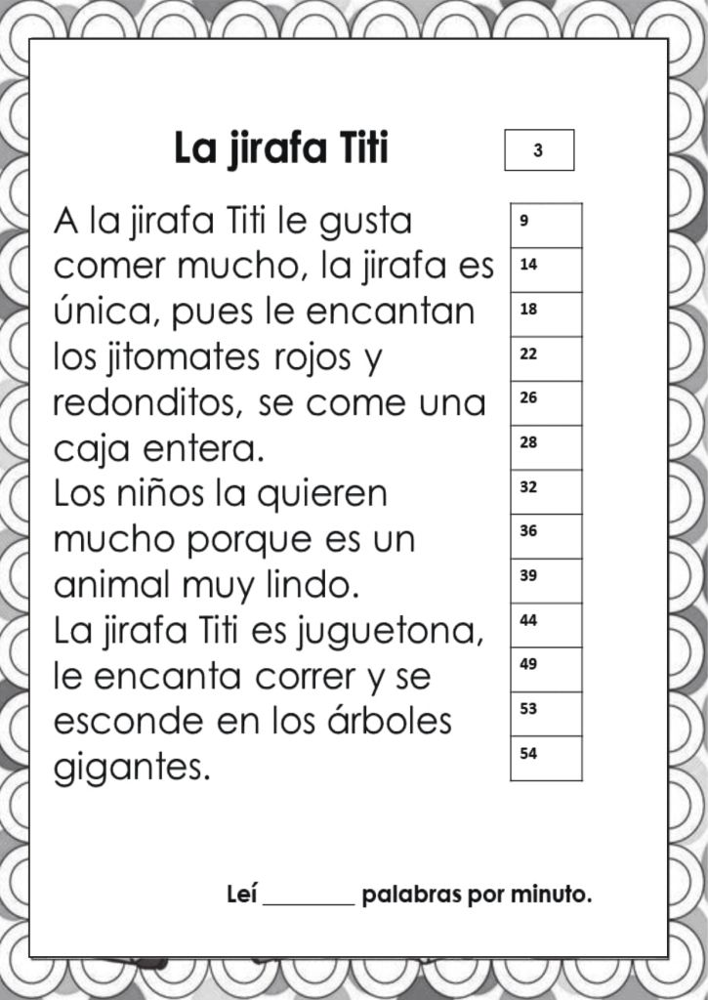 La jirafa Titi 3
A la jirafa Titi le gusta 9
comer mucho, la jirafa es 14
única, pues le encantan 18
los jitomates rojos y 22
redonditos, se come una 26
caja entera. 28
Los niños la quieren 32
mucho porque es un 36
animal muy lindo. 39
La jirafa Titi es juguetona, 44
le encanta correr y se 49
esconde en los árboles 53
gigantes. 54
Leí ________ palabras por minuto.